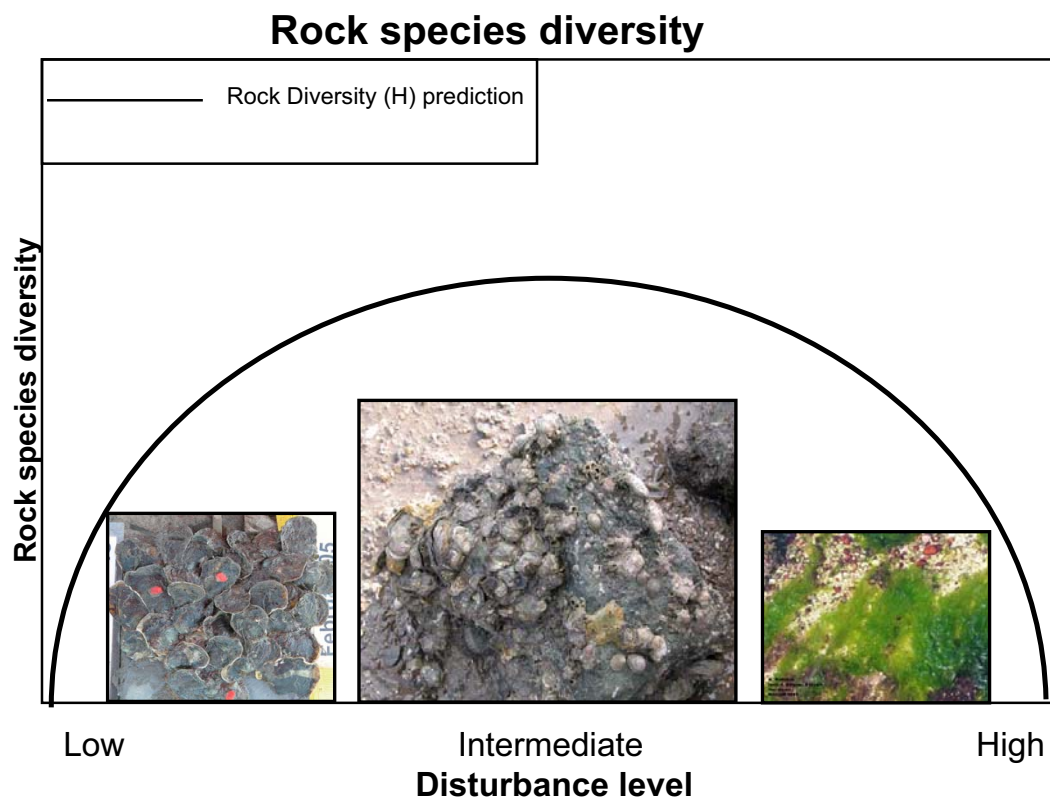 Rock species diversity
Rock Diversity (H) prediction
Rock species diversity
Low
Intermediate
High
Disturbance level